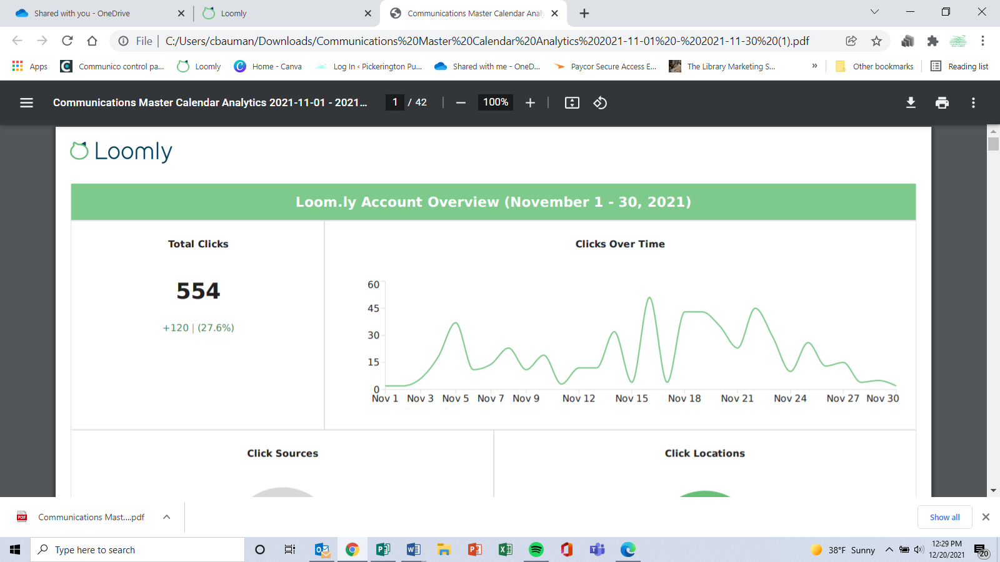 Shared with you - OneDrive
Loomly
Communications Master Calendar Anal
File
C:/Users/cbauman/Downloads/Communications%20Master%20Calendar%20Analytics%202021-11-01%20-%202021-11-30%20(1).pdf
Apps
Communico control pa...
Loomly
Home - Canva
Log In ‹ Pickerington Pu...
Shared with me - OneD...
Paycor Secure Access E...
The Library Marketing S...
»
Other bookmarks
Reading list
Communications Master Calendar Analytics 2021-11-01 - 2021...
1 / 42
100%
Loomly
Loom.ly Account Overview (November 1 - 30, 2021)
Total Clicks
554
+120 | (27.6%)
Clicks Over Time
60
45
30
15
0
Nov 1 Nov 3 Nov 5 Nov 7 Nov 9 Nov 12 Nov 15 Nov 18 Nov 21 Nov 24 Nov 27 Nov 30
Click Sources
Click Locations
PDF
Communications Mast....pdf
Show all
Type here to search
38°F Sunny
12:29 PM
12/20/2021
20